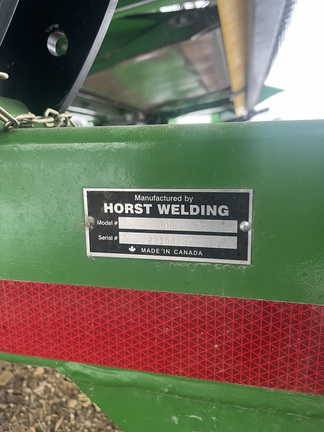 Manufactured by
HORST WELDING
Model #
Serial #
MADE IN CANADA